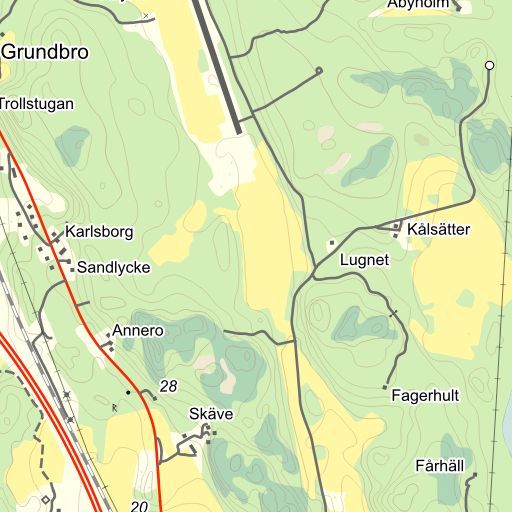 Åbyholm
Grundbro
Trollstugan
Karlsborg
Kålsätter
Lugnet
Sandlycke
Annero
28
Fagerhult
Skäve
Fårhäll
20